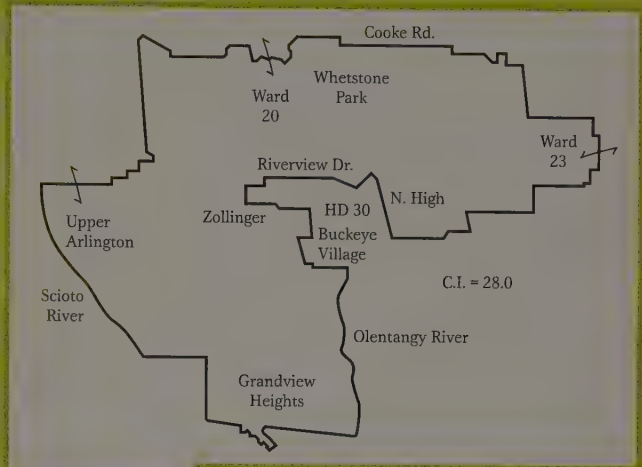 Cooke Rd.
Whetstone
Park
Ward
20
Ward
23
Riverview Dr.
N. High
Zollinger
HD 30
Upper
Arlington
Buckeye
Village
C.I. = 28.0
Scioto
River
Olentangy River
Grandview
Heights